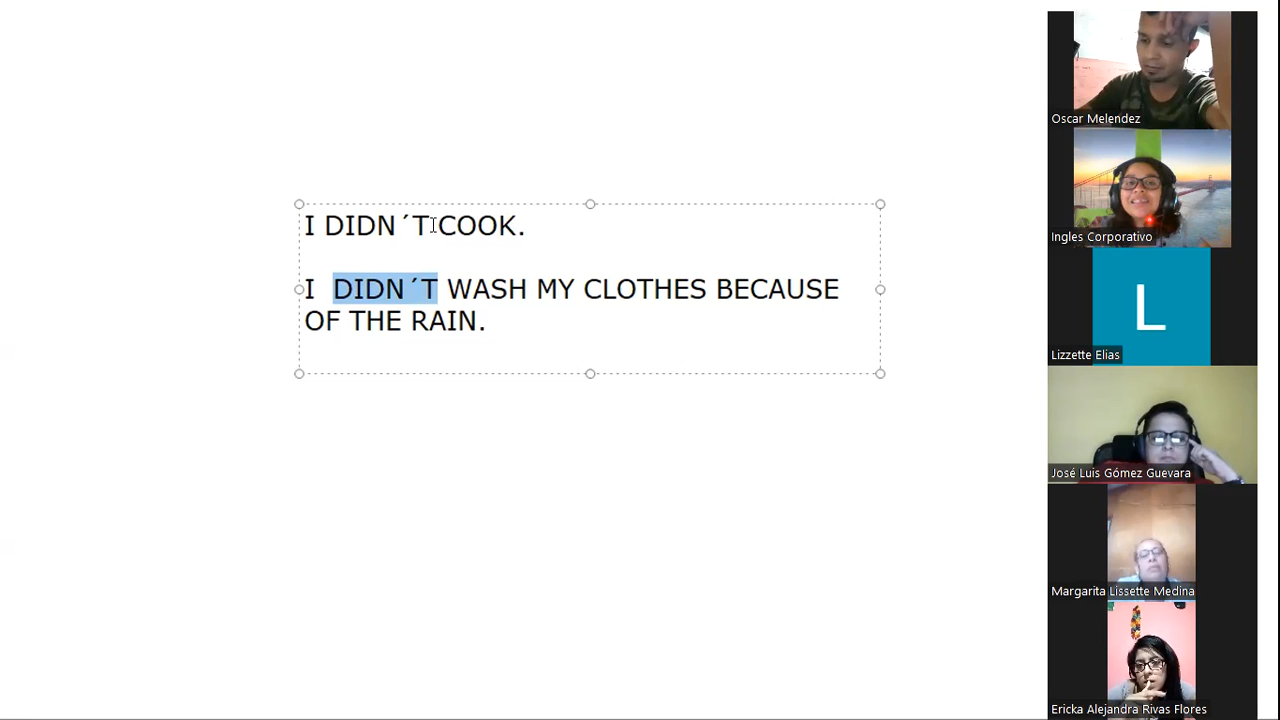 I DIDN´T COOK.
I DIDN´T WASH MY CLOTHES BECAUSE
OF THE RAIN.
Oscar Melendez
Ingles Corporativo
L
Lizzette Elias
José Luis Gómez Guevara
Margarita Lissette Medina
Ericka Alejandra Rivas Flores